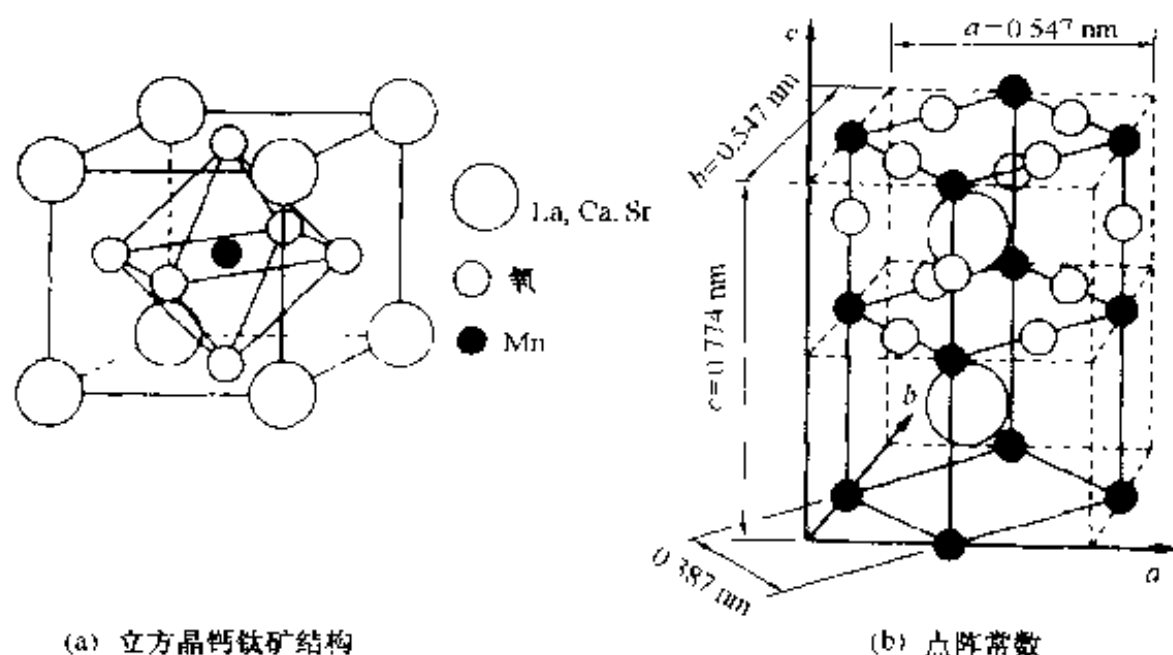 La, Ca, Sr
氧
Mn
(a) 立方晶钙钛矿结构
c
a=0.547 nm
b=0.547 nm
c=0.774 nm
b
0.387 nm
a
(b) 点阵常数